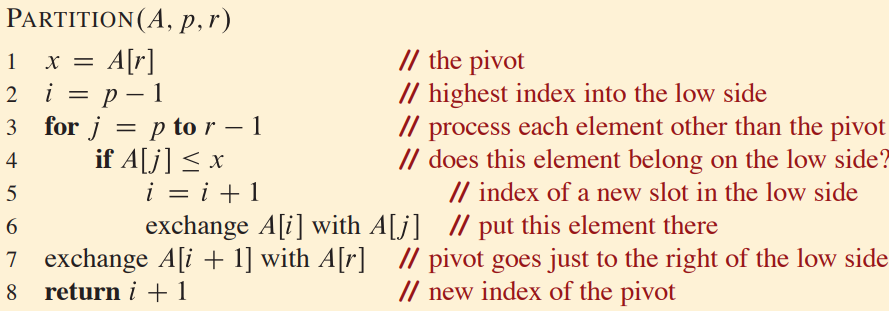 PARTITION(A, p, r)
1 x = A[r] // the pivot
2 i = p – 1 // highest index into the low side
3 for j = p to r – 1 // process each element other than the pivot
4 if A[j] ≤ x // does this element belong on the low side?
5 i = i + 1 // index of a new slot in the low side
6 exchange A[i] with A[j] // put this element there
7 exchange A[i + 1] with A[r] // pivot goes just to the right of the low side
8 return i + 1 // new index of the pivot